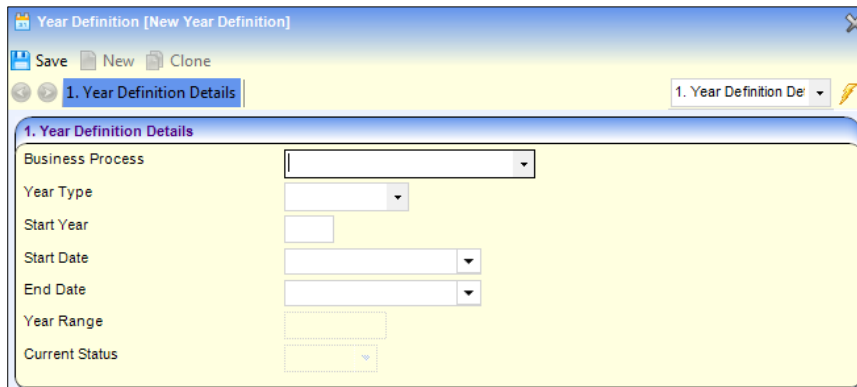 Year Definition [New Year Definition]
Save New Clone
1. Year Definition Details 1. Year Definition De
1. Year Definition Details
Business Process
Year Type
Start Year
Start Date
End Date
Year Range
Current Status